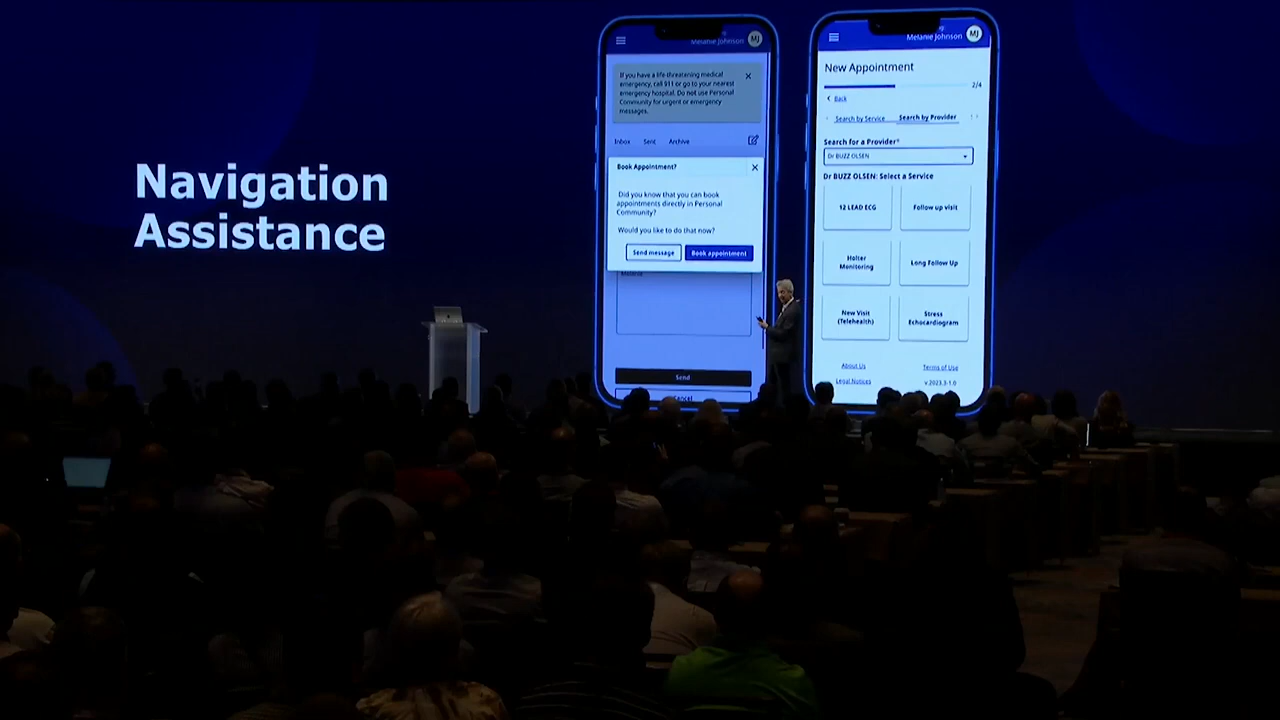 Navigation
Assistance
Melanie Johnson
MJ
If you have a life threatening medical
emergency, call 911 or go to your nearest
emergency hospital. Do not use Personal
Community for urgent or emergency
messages.
Inbox Sent Archive
Book Appointment?
Did you know that you can book
appointments directly in Personal
Community?
Would you like to do that now?
Send message Book appointment
Send
Cancel
Melanie Johnson
MJ
New Appointment
2/4
Back
Search by Service Search by Provider
Search for a Provider*
Dr BUZZ OLSEN
Dr BUZZ OLSEN: Select a Service
12 LEAD ECG
Follow up visit
Holter
Monitoring
Long Follow Up
New Visit
(Telehealth)
Stress
Echocardiogram
About Us
Terms of Use
Legal Notices
v.2023.3-1.0